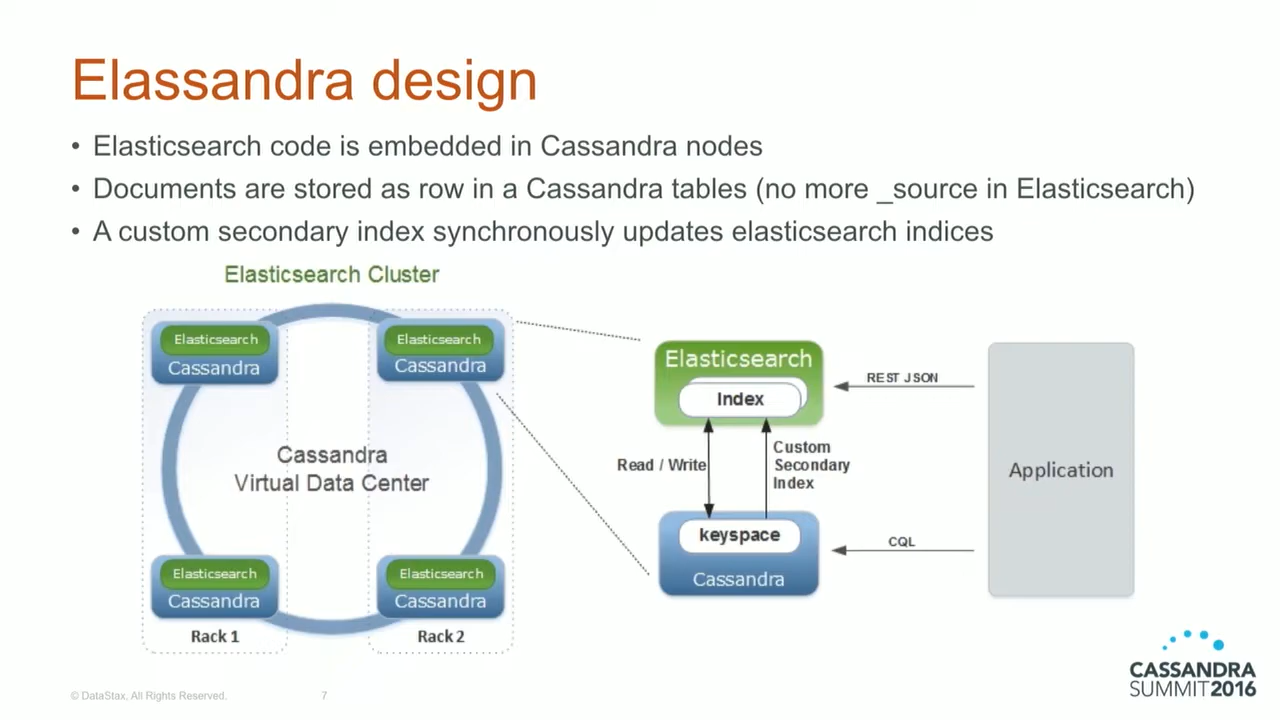 Elassandra design
• Elasticsearch code is embedded in Cassandra nodes
• Documents are stored as row in a Cassandra tables (no more _source in Elasticsearch)
• A custom secondary index synchronously updates elasticsearch indices
Elasticsearch Cluster
Elasticsearch
Cassandra
Elasticsearch
Cassandra
Cassandra
Virtual Data Center
Elasticsearch
Cassandra
Rack 1
Elasticsearch
Cassandra
Rack 2
Elasticsearch
Index
Read / Write
Custom
Secondary
Index
keyspace
Cassandra
REST JSON
CQL
Application
© DataStax, All Rights Reserved.
7
CASSANDRA
SUMMIT2016